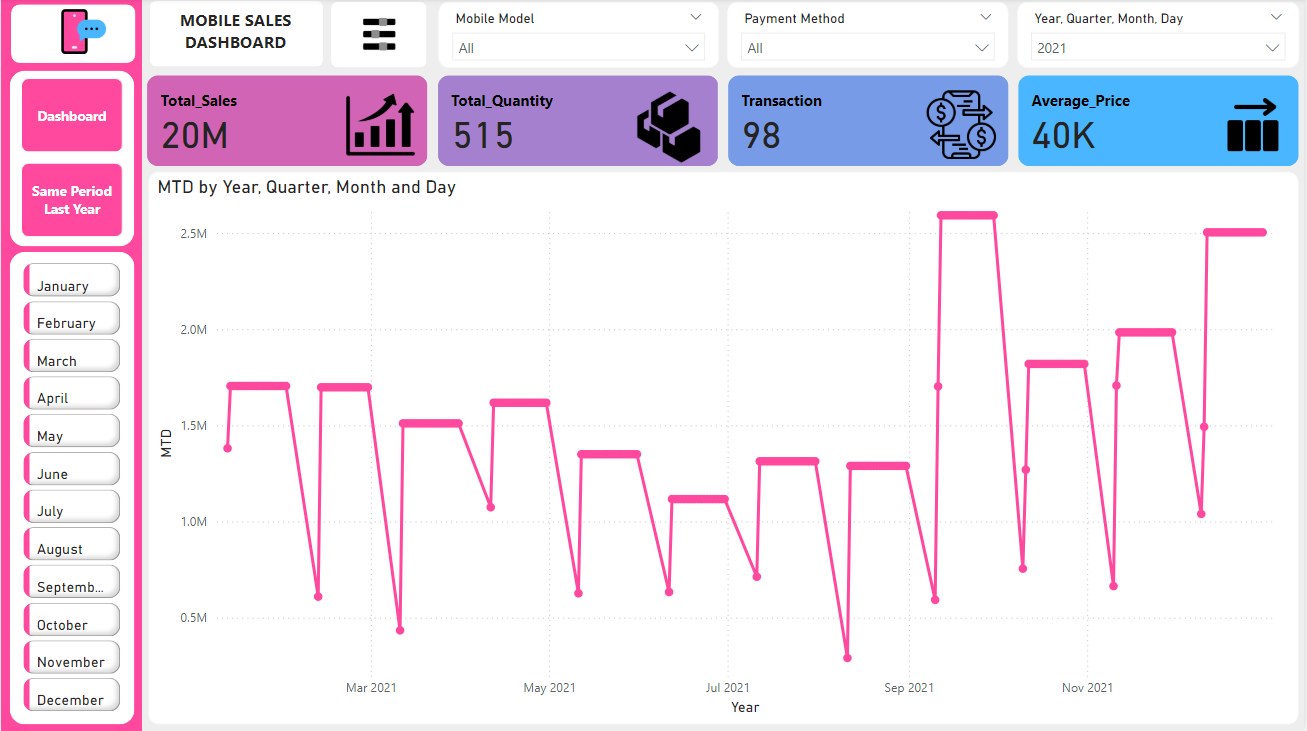 MOBILE SALES
DASHBOARD
Mobile Model
All
Payment Method
All
Year, Quarter, Month, Day
2021
Dashboard
Same Period
Last Year
January
February
March
April
May
June
July
August
Septemb...
October
November
December
Total_Sales
20M
Total_Quantity
515
Transaction
98
$
$
Average_Price
40K
MTD by Year, Quarter, Month and Day
MTD
2.5M
2.0M
1.5M
1.0M
0.5M
Mar 2021
May 2021
Jul 2021
Sep 2021
Nov 2021
Year